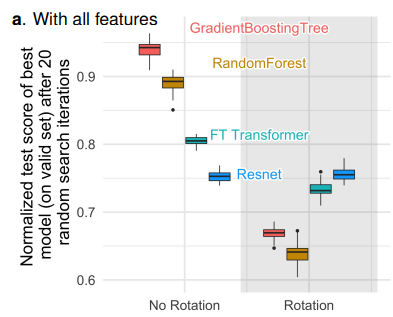 a. With all features
Normalized test score of best
model (on valid set) after 20
random search iterations
0.9
0.8
0.7
0.6
GradientBoostingTree
RandomForest
FT Transformer
Resnet
No Rotation
Rotation